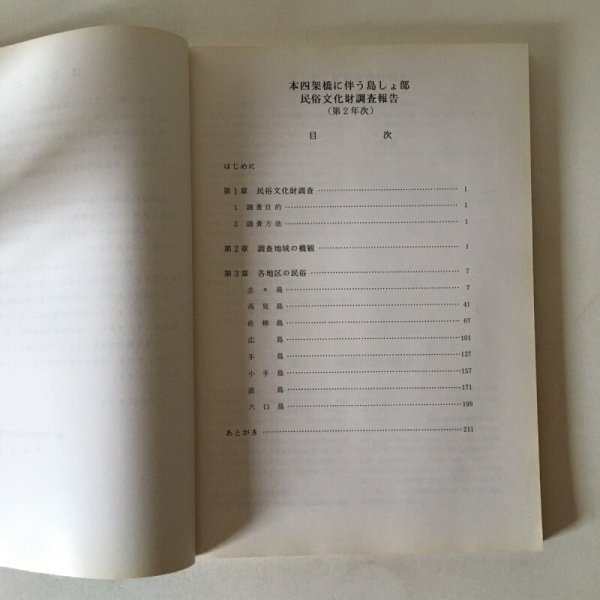 本四架橋に伴う島しょ部
民俗文化財調査報告
（第2年次）
目 次
はじめに
第1章 民俗文化財調査 1
1 調査目的 1
2 調査方法 1
第2章 調査地域の概観 1
第3章 各地区の民俗 7
志々島 7
高見島 41
佐柳島 67
広島 101
手島 127
小手島 157
直島 171
六口島 199
あとがき 211